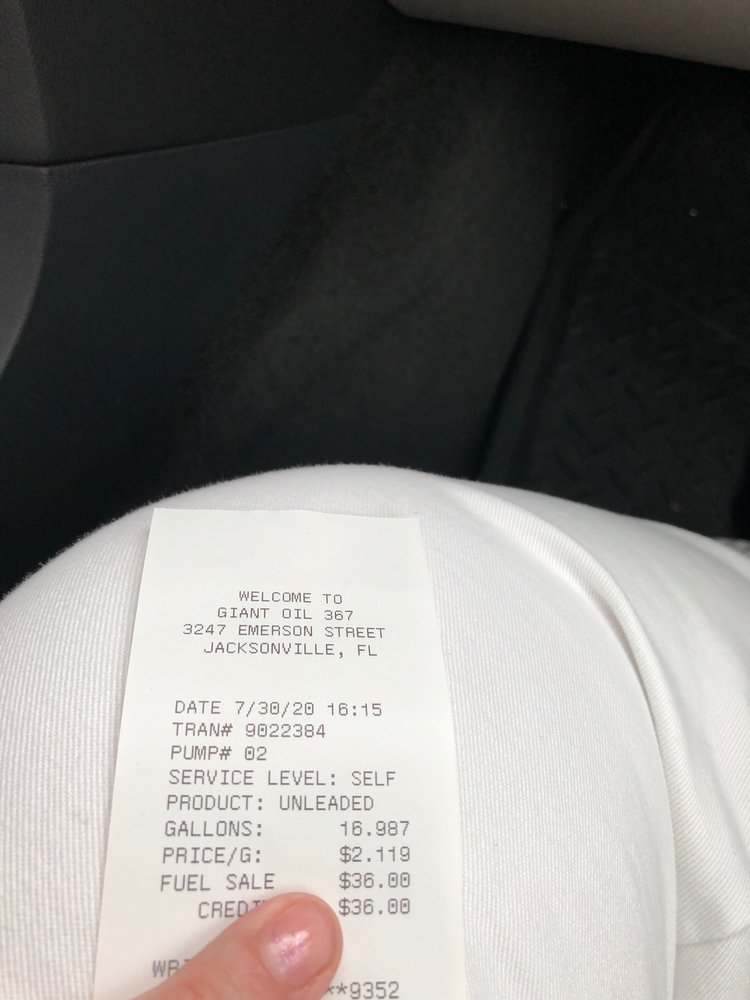 WELCOME TO
GIANT OIL 367
3247 EMERSON STREET
JACKSONVILLE, FL
DATE 7/30/20 16:15
TRAN# 9022384
PUMP# 02
SERVICE LEVEL: SELF
PRODUCT: UNLEADED
GALLONS: 16.987
PRICE/G: $2.119
FUEL SALE $36.00
$36.00
**9352